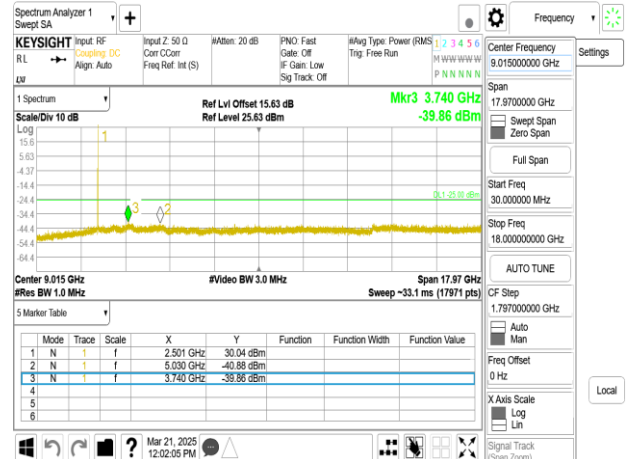 Spectrum Analyzer 1
Swept SA
+
Frequency
KEYSIGHT
RL
Input: RF
Coupling: DC
Align: Auto
Input Z: 50 Ω
Corr CCorr
Freq Ref: Int (S)
#Atten: 20 dB
PNO: Fast
Gate: Off
IF Gain: Low
Sig Track: Off
#Avg Type: Power (RMS
Trig: Free Run
1 2 3 4 5 6
M W W W W W
P N N N N N
Center Frequency
9.015000000 GHz
Settings
Span
17.9700000 GHz
Swept Span
Zero Span
Full Span
Start Freq
30.000000 MHz
Stop Freq
18.000000000 GHz
AUTO TUNE
CF Step
1.797000000 GHz
Auto
Man
Freq Offset
0 Hz
X Axis Scale
Log
Lin
Signal Track
(Span Zoom)
Local
1 Spectrum
Scale/Div 10 dB
Ref Lvl Offset 15.63 dB
Ref Level 25.63 dBm
Mkr3 3.740 GHz
-39.86 dBm
Log
15.6
5.63
-4.37
-14.4
-24.4
-34.4
-44.4
-54.4
-64.4
1
3
2
DL1 -25.00 dBm
Center 9.015 GHz
#Video BW 3.0 MHz
Span 17.97 GHz
#Res BW 1.0 MHz
Sweep ~33.1 ms (17971 pts)
5 Marker Table
Mode Trace Scale X Y Function Function Width Function Value
1 N 1 f 2.501 GHz 30.04 dBm
2 N 1 f 5.030 GHz -40.88 dBm
3 N 1 f 3.740 GHz -39.86 dBm
4
5
6
?
Mar 21, 2025
12:02:05 PM